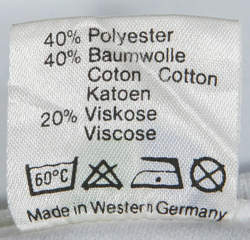 40% Polyester
40% Baumwolle
Coton Cotton
Katoen
20% Viskose
Viscose
60°C
Made in Western Germany